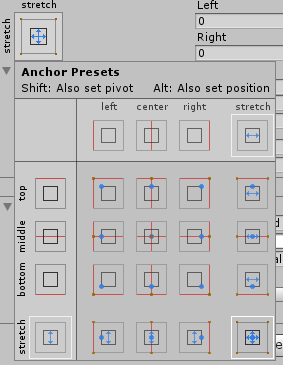 stretch
stretch
Left
0
Right
0
Anchor Presets
Shift: Also set pivot Alt: Also set position
left center right stretch
top
middle
bottom
stretch